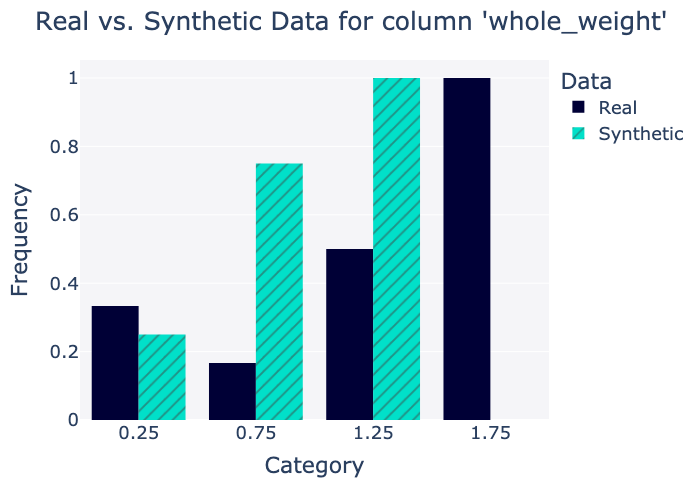 Real vs. Synthetic Data for column 'whole_weight'
Data
Real
Synthetic
Frequency
1
0.8
0.6
0.4
0.2
0
0.25
0.75
1.25
1.75
Category